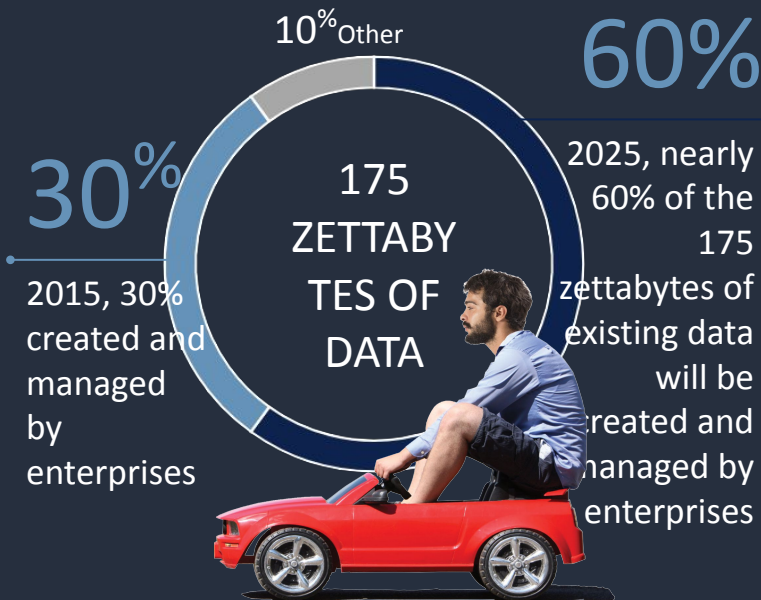 10% Other
60%
30%
175
ZETTABY
TES OF
DATA
2025, nearly
60% of the
175
zettabytes of
existing data
will be
created and
managed by
enterprises
2015, 30%
created and
managed
by
enterprises